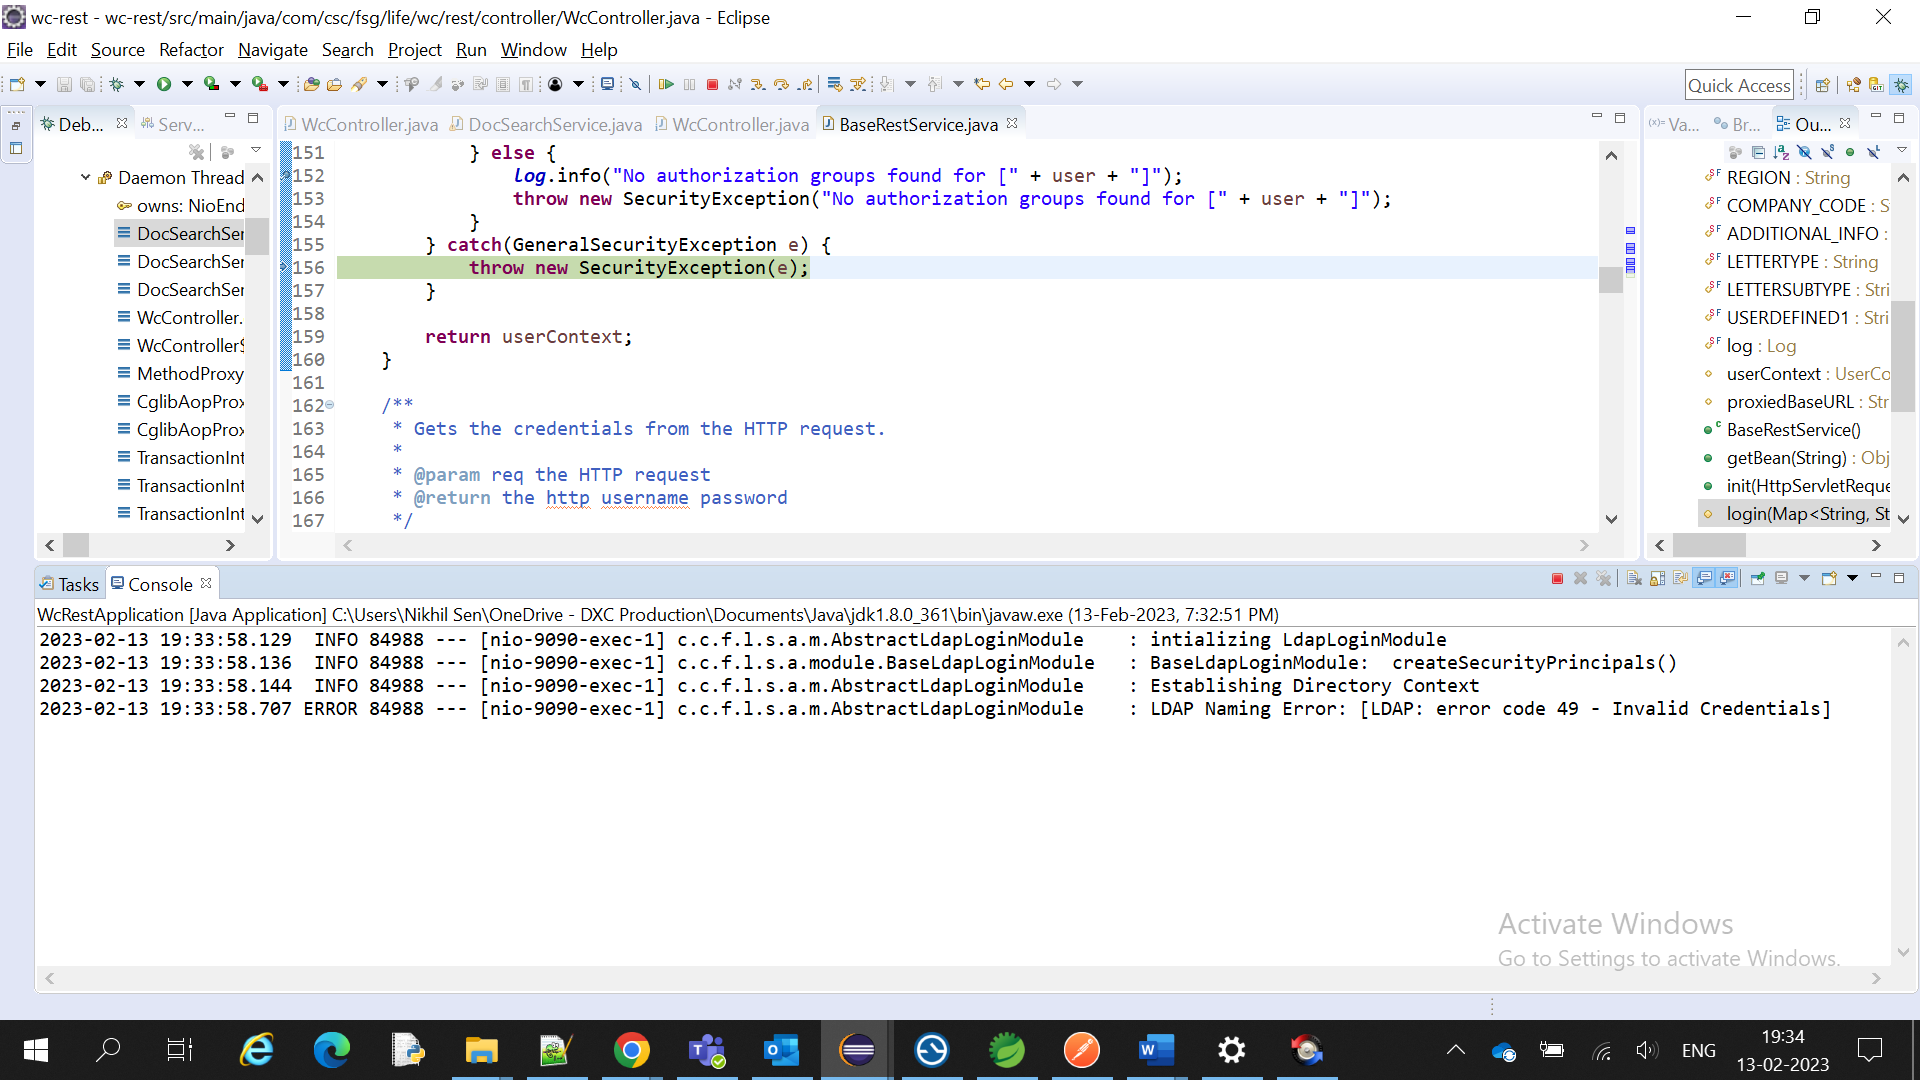 wc-rest - wc-rest/src/main/java/com/csc/fsg/life/wc/rest/controller/WcController.java - Eclipse
File Edit Source Refactor Navigate Search Project Run Window Help
Quick Access
Deb... Serv...
WcController.java DocSearchService.java WcController.java BaseRestService.java
(x)= Va... Br... Ou...
Daemon Thread
owns: NioEnd
DocSearchSer
DocSearchSer
DocSearchSer
WcController.
WcController$
MethodProxy
CglibAopProx
CglibAopProx
TransactionInt
TransactionInt
TransactionInt
151 } else {
152 log.info("No authorization groups found for [" + user + "]");
153 throw new SecurityException("No authorization groups found for [" + user + "]");
154 }
155 } catch(GeneralSecurityException e) {
156 throw new SecurityException(e);
157 }
158
159 return userContext;
160 }
161
162 /**
163 * Gets the credentials from the HTTP request.
164 *
165 * @param req the HTTP request
166 * @return the http username password
167 */
REGION : String
COMPANY_CODE : S
ADDITIONAL_INFO :
LETTERTYPE : String
LETTERSUBTYPE : Stri
USERDEFINED1 : Stri
log : Log
userContext : UserCo
proxiedBaseURL : Str
BaseRestService()
getBean(String) : Obj
init(HttpServletReque
login(Map<String, St
Tasks Console
WcRestApplication [Java Application] C:\Users\Nikhil Sen\OneDrive - DXC Production\Documents\Java\jdk1.8.0_361\bin\javaw.exe (13-Feb-2023, 7:32:51 PM)
2023-02-13 19:33:58.129 INFO 84988 --- [nio-9090-exec-1] c.c.f.l.s.a.m.AbstractLdapLoginModule : intializing LdapLoginModule
2023-02-13 19:33:58.136 INFO 84988 --- [nio-9090-exec-1] c.c.f.l.s.a.module.BaseLdapLoginModule : BaseLdapLoginModule: createSecurityPrincipals()
2023-02-13 19:33:58.144 INFO 84988 --- [nio-9090-exec-1] c.c.f.l.s.a.m.AbstractLdapLoginModule : Establishing Directory Context
2023-02-13 19:33:58.707 ERROR 84988 --- [nio-9090-exec-1] c.c.f.l.s.a.m.AbstractLdapLoginModule : LDAP Naming Error: [LDAP: error code 49 - Invalid Credentials]
Activate Windows
Go to Settings to activate Windows.
ENG
19:34
13-02-2023